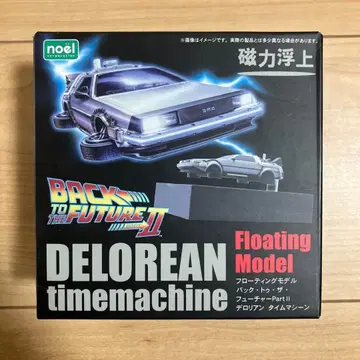 noel
corporation
※画像はイメージです。実際の製品とは多少異なる場合があります。
磁力浮上
DMC
BACK
TO THE
FUTURE II
DELOREAN
timemachine
Floating
Model
フローティングモデル
バック・トゥ・ザ・
フューチャーPartⅡ
デロリアン タイムマシーン